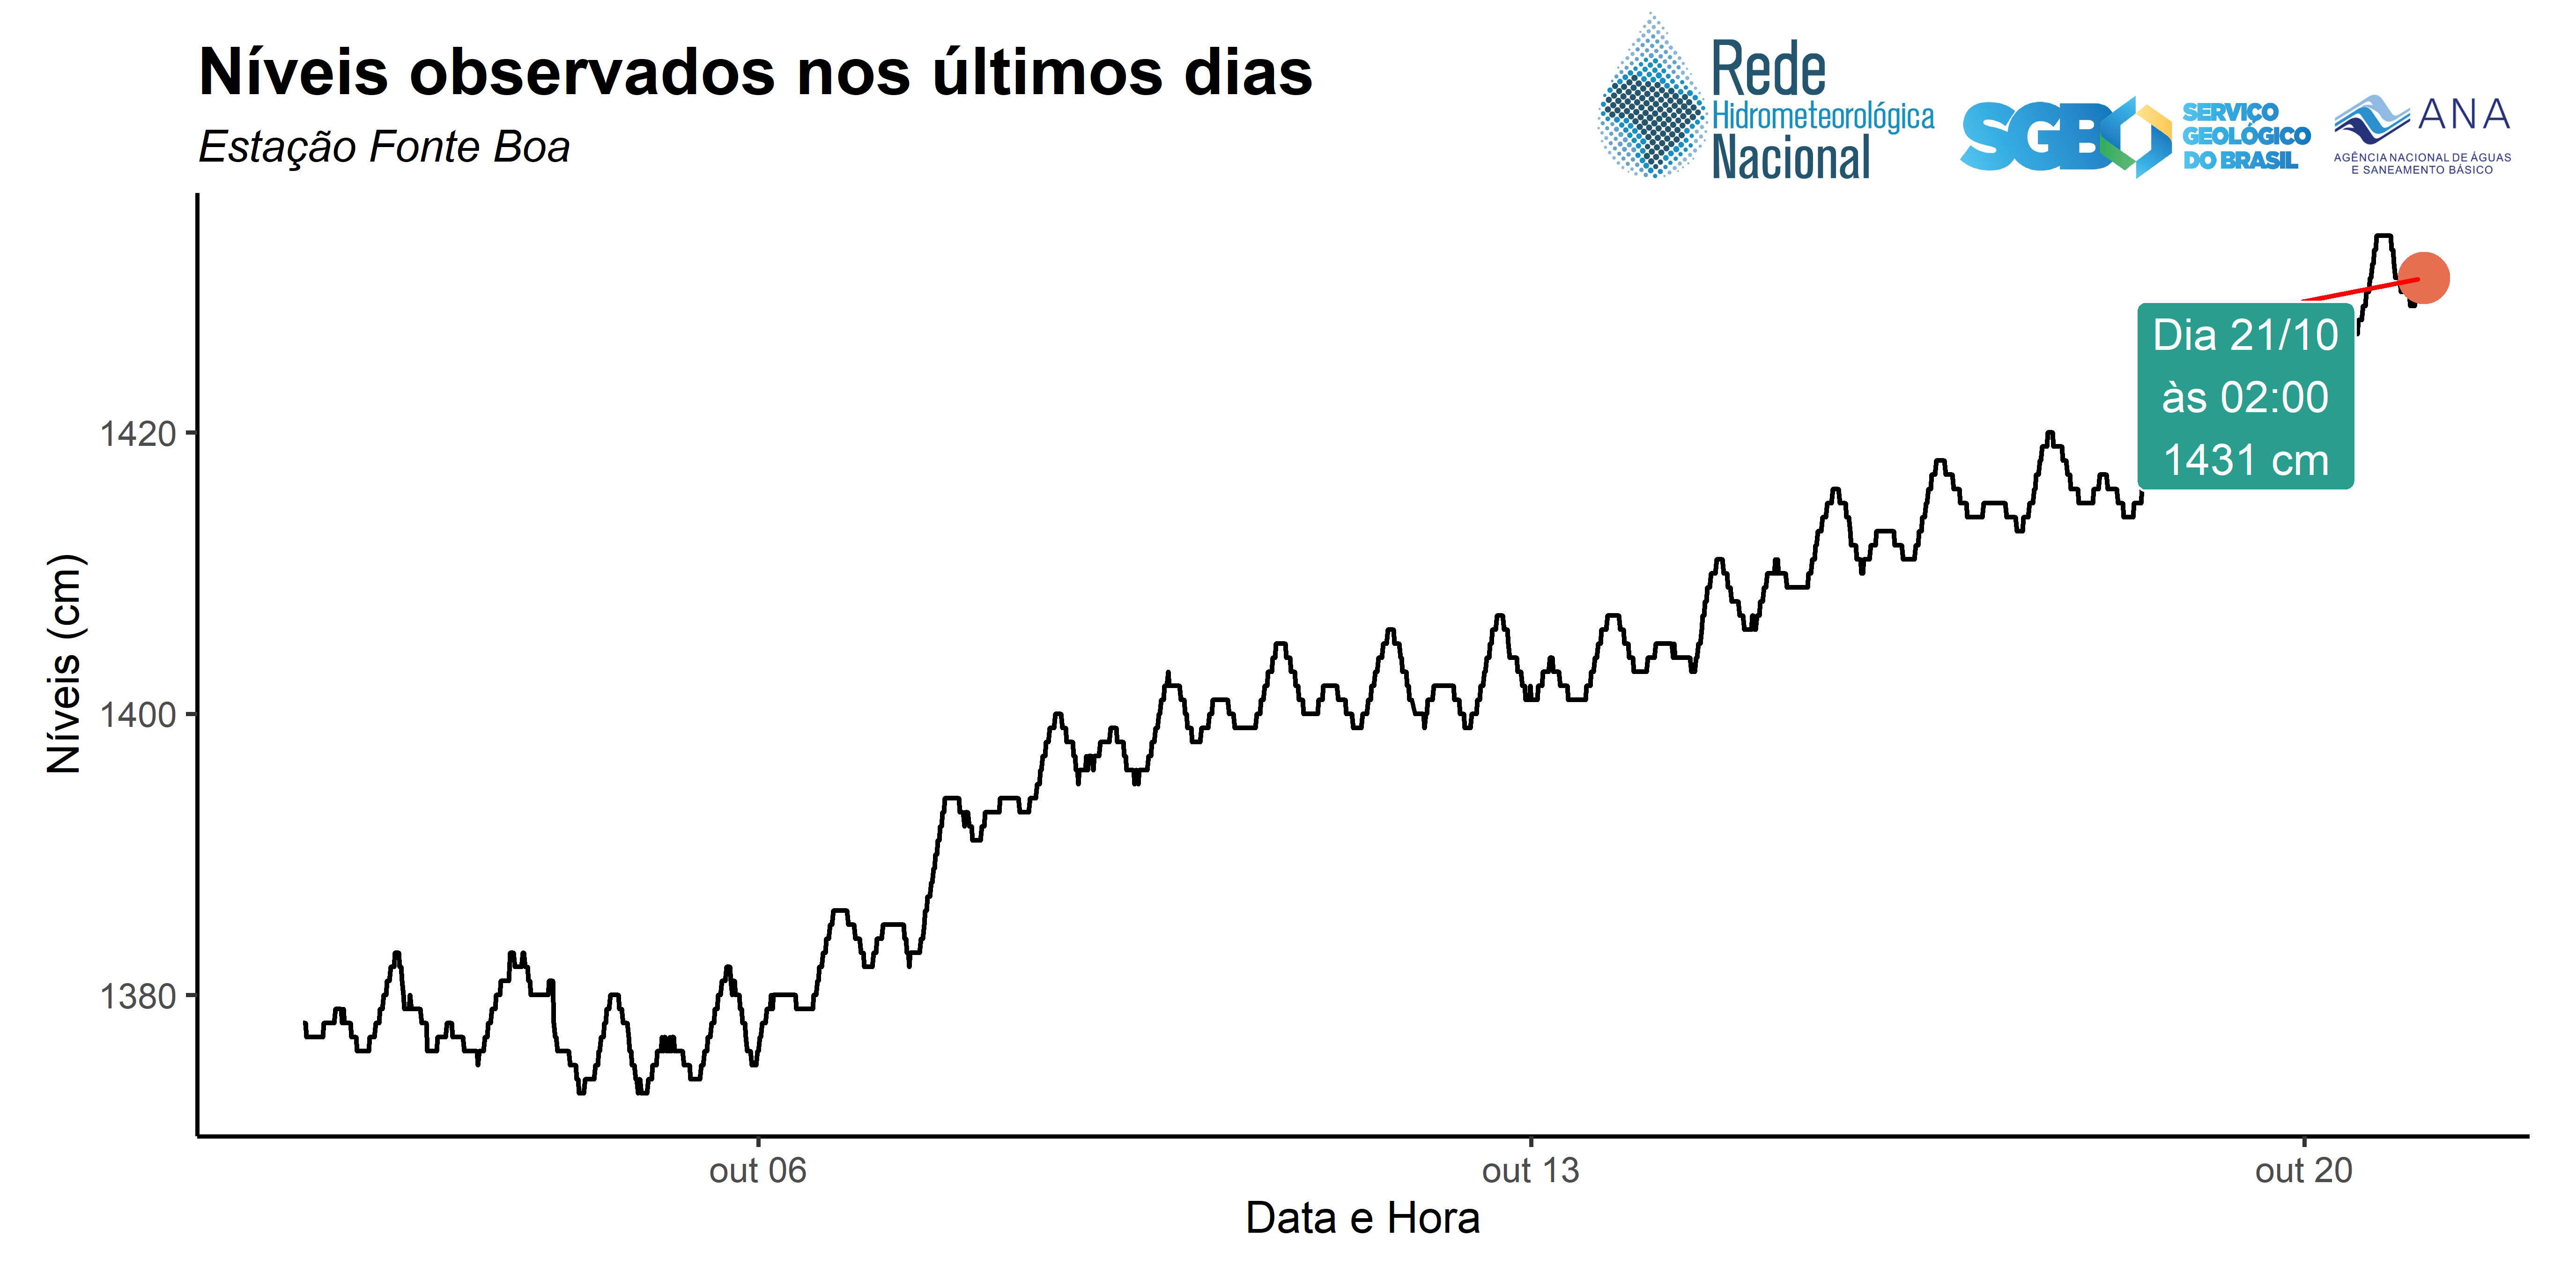 Níveis observados nos últimos dias
Estação Fonte Boa
Rede
Hidrometeorológica
Nacional
SGB
SERVIÇO
GEOLÓGICO
DO BRASIL
ANA
AGÊNCIA NACIONAL DE ÁGUAS
E SANEAMENTO BÁSICO
Dia 21/10
às 02:00
1431 cm
1420
1400
1380
Níveis (cm)
out 06
out 13
out 20
Data e Hora